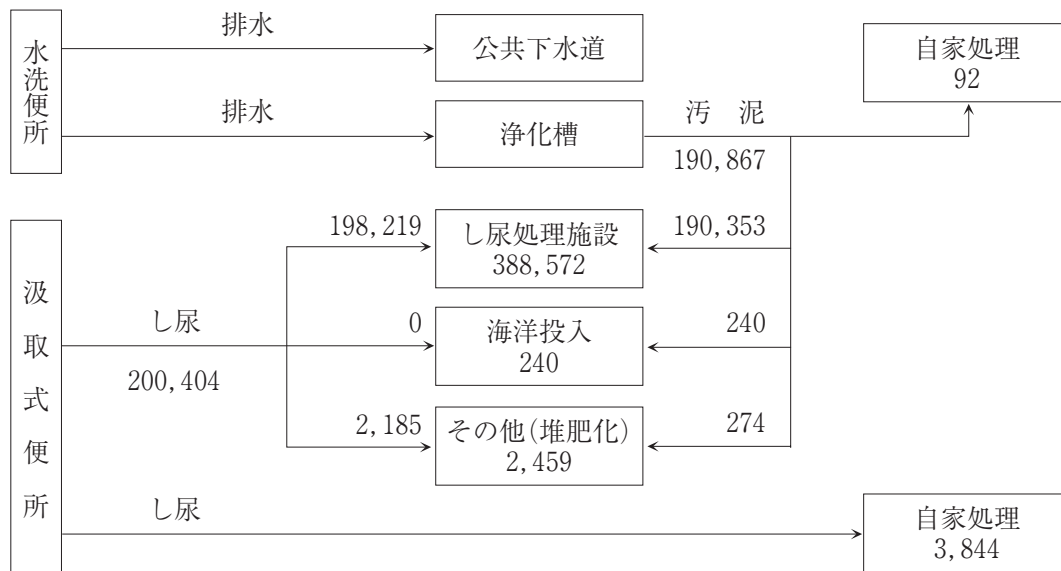 水洗便所
排水
公共下水道
排水
浄化槽
汚泥
190,867
自家処理
92
汲取式便所
し尿
200,404
198,219
し尿処理施設
388,572
190,353
0
海洋投入
240
240
2,185
その他(堆肥化)
2,459
274
し尿
自家処理
3,844